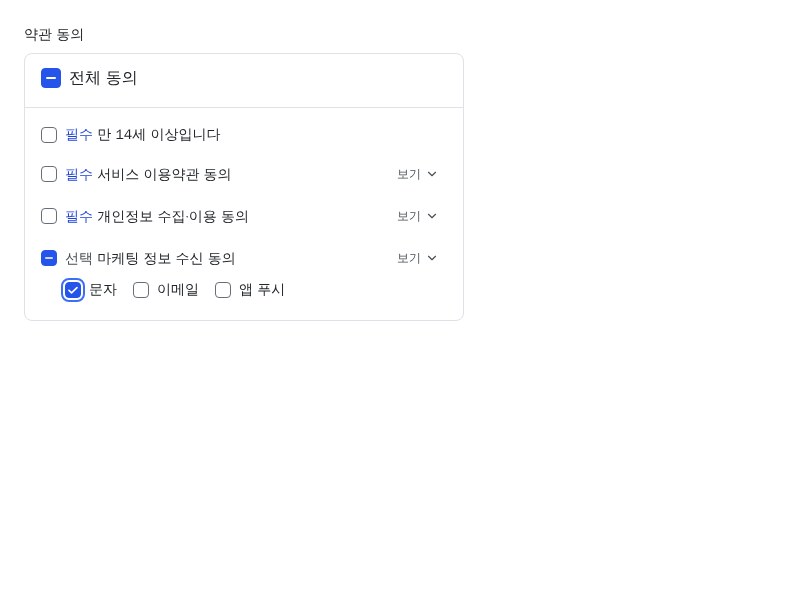 약관 동의
전체 동의
필수 만 14세 이상입니다
필수 서비스 이용약관 동의 보기
필수 개인정보 수집·이용 동의 보기
선택 마케팅 정보 수신 동의 보기
문자 이메일 앱 푸시